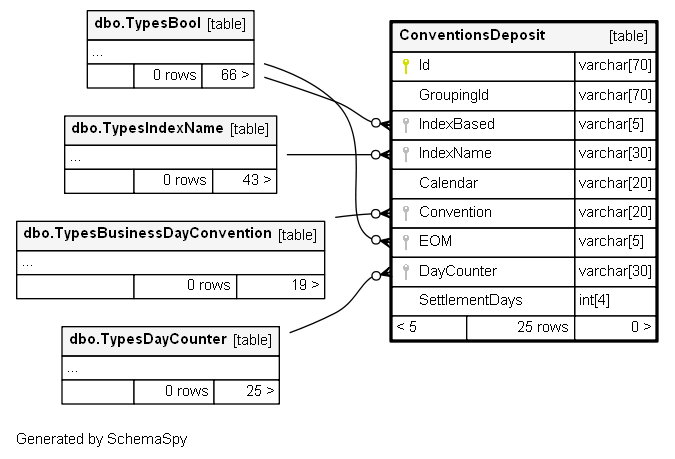 dbo.TypesBool [table]
...
0 rows 66 >
dbo.TypesIndexName [table]
...
0 rows 43 >
dbo.TypesBusinessDayConvention [table]
...
0 rows 19 >
dbo.TypesDayCounter [table]
...
0 rows 25 >
ConventionsDeposit [table]
Id varchar[70]
GroupingId varchar[70]
IndexBased varchar[5]
IndexName varchar[30]
Calendar varchar[20]
Convention varchar[20]
EOM varchar[5]
DayCounter varchar[30]
SettlementDays int[4]
< 5 25 rows 0 >
Generated by SchemaSpy